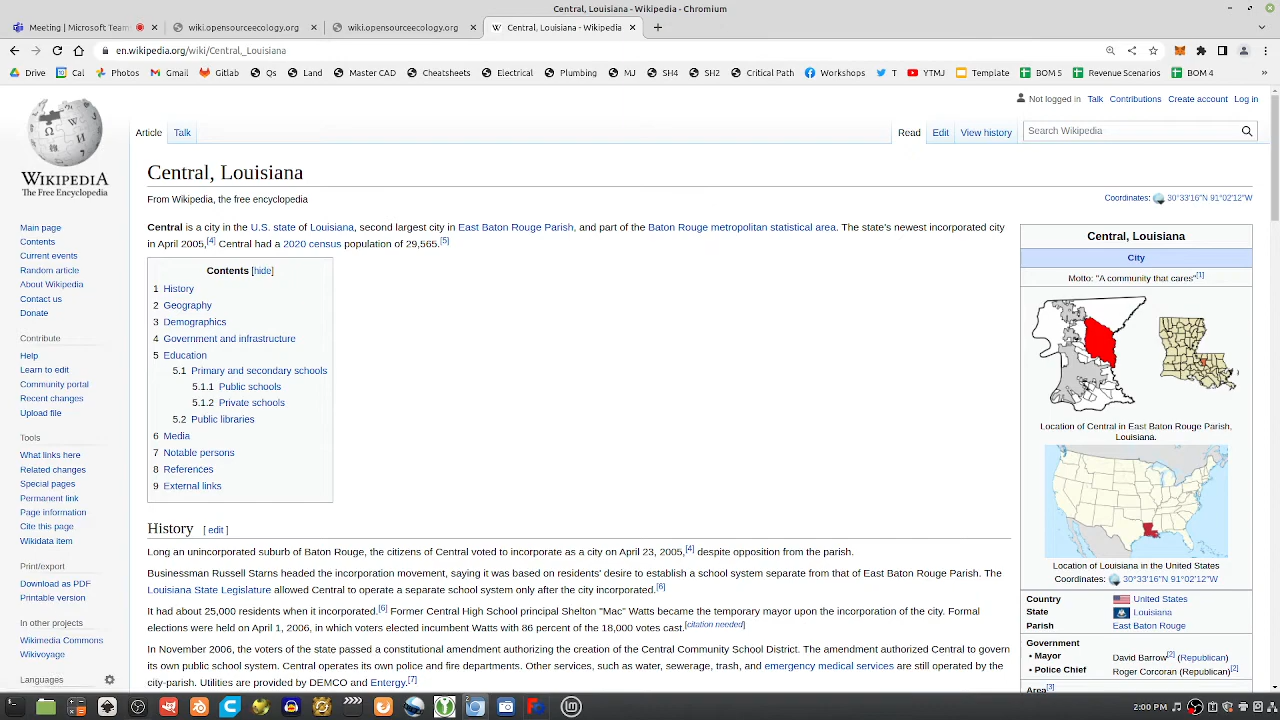 Central, Louisiana - Wikipedia - Chromium
Meeting | Microsoft Team
wiki.opensourceecology.org
wiki.opensourceecology.org
Central, Louisiana - Wikipedia
en.wikipedia.org/wiki/Central,_Louisiana
Drive Cal Photos Gmail Gitlab Qs Land Master CAD Cheatsheets Electrical Plumbing MJ SH4 SH2 Critical Path Workshops T YTMJ Template BOM 5 Revenue Scenarios BOM 4 »
Not logged in Talk Contributions Create account Log in
Article Talk Read Edit View history Search Wikipedia
WIKIPEDIA
The Free Encyclopedia
Main page
Contents
Current events
Random article
About Wikipedia
Contact us
Donate
Contribute
Help
Learn to edit
Community portal
Recent changes
Upload file
Tools
What links here
Related changes
Special pages
Permanent link
Page information
Cite this page
Wikidata item
Print/export
Download as PDF
Printable version
In other projects
Wikimedia Commons
Wikivoyage
Languages
Central, Louisiana
From Wikipedia, the free encyclopedia
Coordinates: 30°33′16″N 91°02′12″W
Central is a city in the U.S. state of Louisiana, second largest city in East Baton Rouge Parish, and part of the Baton Rouge metropolitan statistical area. The state's newest incorporated city
in April 2005,[4] Central had a 2020 census population of 29,565.[5]
Contents [hide]
1 History
2 Geography
3 Demographics
4 Government and infrastructure
5 Education
5.1 Primary and secondary schools
5.1.1 Public schools
5.1.2 Private schools
5.2 Public libraries
6 Media
7 Notable persons
8 References
9 External links
History [ edit ]
Long an unincorporated suburb of Baton Rouge, the citizens of Central voted to incorporate as a city on April 23, 2005,[4] despite opposition from the parish.
Businessman Russell Starns headed the incorporation movement, saying it was based on residents' desire to establish a school system separate from that of East Baton Rouge Parish. The
Louisiana State Legislature allowed Central to operate a separate school system only after the city incorporated.[6]
It had about 25,000 residents when it incorporated.[6] Former Central High School principal Shelton "Mac" Watts became the temporary mayor upon the incorporation of the city. Formal
elections were held on April 1, 2006, in which voters elected incumbent Watts with 86 percent of the 18,000 votes cast.[citation needed]
In November 2006, the voters of the state passed a constitutional amendment authorizing the creation of the Central Community School District. The amendment authorized Central to govern
its own public school system. Central operates its own police and fire departments. Other services, such as water, sewerage, trash, and emergency medical services are still operated by the
city-parish. Utilities are provided by DEMCO and Entergy.[7]
Central, Louisiana
City
Motto: "A community that cares"[1]
Location of Central in East Baton Rouge Parish,
Louisiana.
Location of Louisiana in the United States
Coordinates: 30°33′16″N 91°02′12″W
Country United States
State Louisiana
Parish East Baton Rouge
Government
• Mayor David Barrow[2] (Republican)
• Police Chief Roger Corcoran (Republican)[2]
Area[3]
2:00 PM